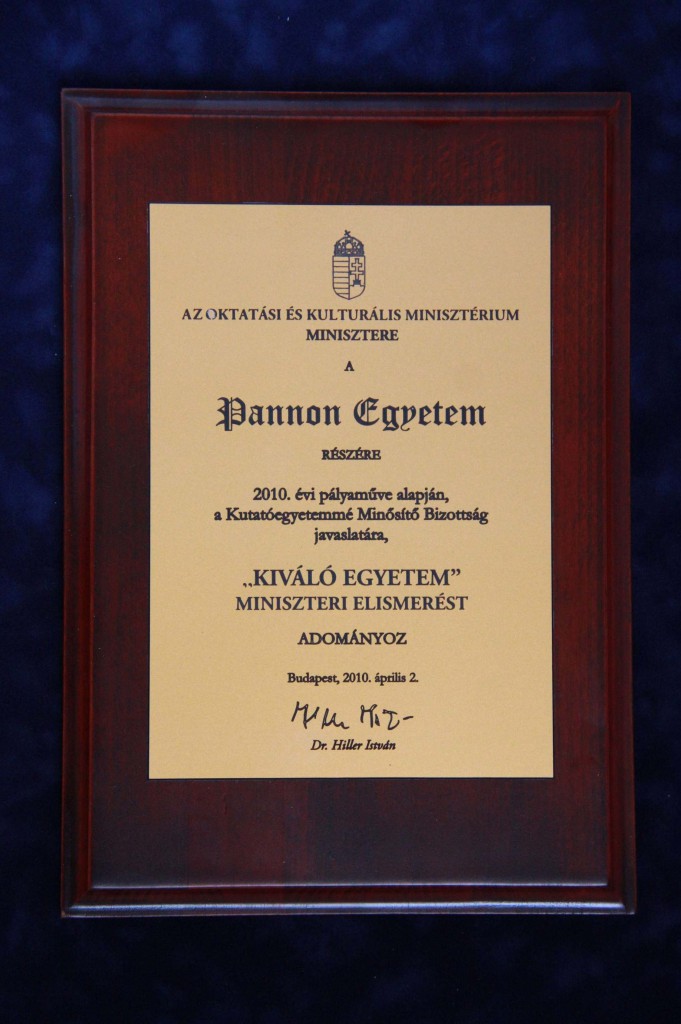 AZ OKTATÁSI ÉS KULTURÁLIS MINISZTÉRIUM
MINISZTERE
A
Pannon Egyetem
RÉSZÉRE
2010. évi pályaműve alapján,
a Kutatóegyetemmé Minősítő Bizottság
javaslatára,
„KIVÁLÓ EGYETEM”
MINISZTERI ELISMERÉST
ADOMÁNYOZ
Budapest, 2010. április 2.
Dr. Hiller István